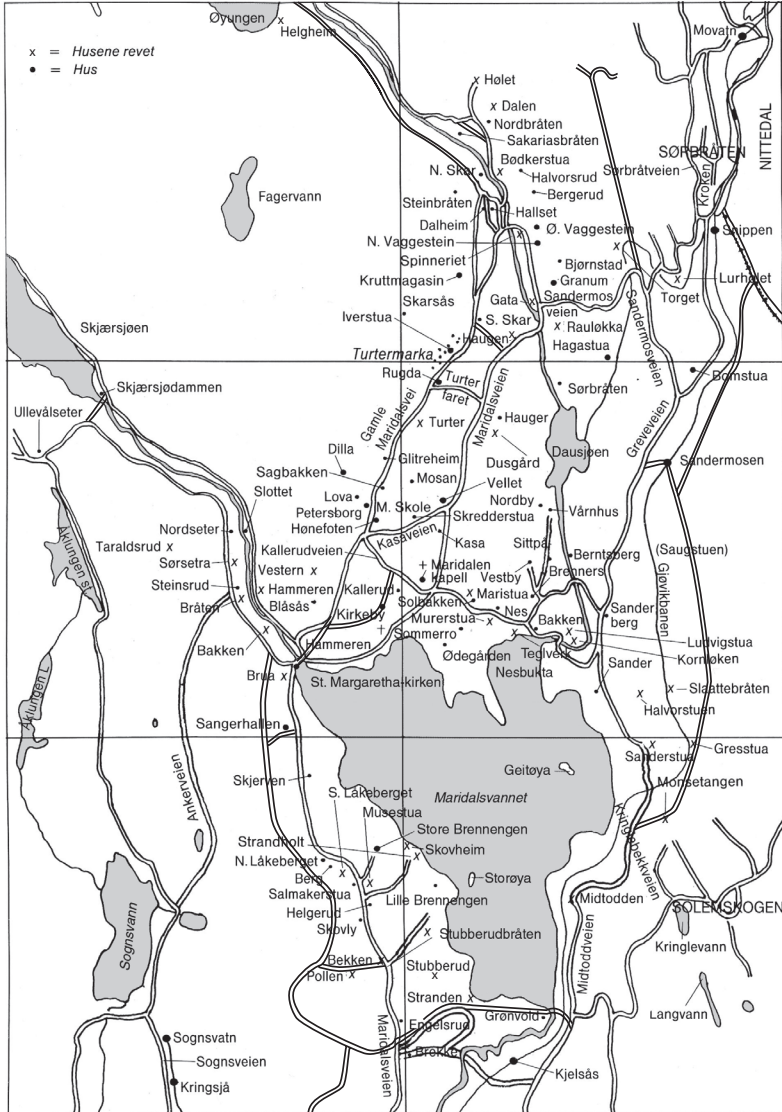 Øyungen
x Helgheim
Movatn
x = Husene revet
• = Hus
x Hølet
x Dalen
Nordbråten
Sakariasbråten
NITTEDAL
SØRBRÅTEN
Bødkerstua
N. Skar x
Halvorsrud
Sørbråtveien
Kroken
Fagervann
Bergerud
Steinbråten
Hallset
Dalheim
Ø. Vaggestein
Snippen
N. Vaggestein
x
x
Spinneriet
Bjørnstad
Kruttmagasin
Granum
Lurhølet
x
Torget
Skarsås
Gata x
Sandermos
veien
Sandermosveien
Iverstua
S. Skar
x Rauløkka
Skjærsjøen
Haugen x
Hagastua
Turtermarka
Rugda
Turter
faret
Bomstua
Skjærsjødammen
Sørbråten
Gamle
Maridalsvei
Maridalsveien
Greveveien
Ullevålseter
x Turter
Hauger
x
Dusgård
Dausjøen
Dilla
Glitreheim
Sandermosen
Sagbakken
Mosan
Slottet
Vellet
Lova
Nordby
Petersborg
M. Skole
Vårnhus
Hønefoten
Skredderstua
Nordseter
Kasaveien
Taraldsrud x
Kallerudveien
Kasa
Sittpå
(Saugstuen)
Åklungen st.
Sørsetra x
Vestern x
+ Maridalen
kapell
Berntsberg
Vestby
Brenners
Gjøvikbanen
Steinsrud
x Hammeren
Kallerud
Maristua
x
Bråten x
Blåsås
Solbakken
Nes
Sander
berg
Kirkeby
Murerstua x
Bakken x
Bakken x
+
Sommerro
x
x
Ludvigstua
Hammeren
Teglverk
Kornløken
Ødegården
Sander
Nesbukta
Brua x
St. Margaretha-kirken
x Slaattebråten
x
Halvorstuen
Åklungen L
Sangerhallen
x
x Gresstua
Sanderstua
Geitøya
Monsetangen
x
Skjerven
Ankerveien
S. Låkeberget
Maridalsvannet
Musestua
Kringlebekkveien
Store Brennengen
Strandholt
x Skovheim
x
N. Låkeberget
Berg x
x
Storøya
Salmakerstua
Lille Brennengen
x Midtodden
SOLEMSKOGEN
Helgerud
Skovly
x Stubberudbråten
Kringlevann
Sognsvann
Bekken x
Stubberud
x
Pollen x
Midtoddveien
Stranden x
Grønvold
Langvann
Engelsrud
Maridalsveien
Sognsvatn
Brekke
Sognsveien
Kjelsås
Kringsjå